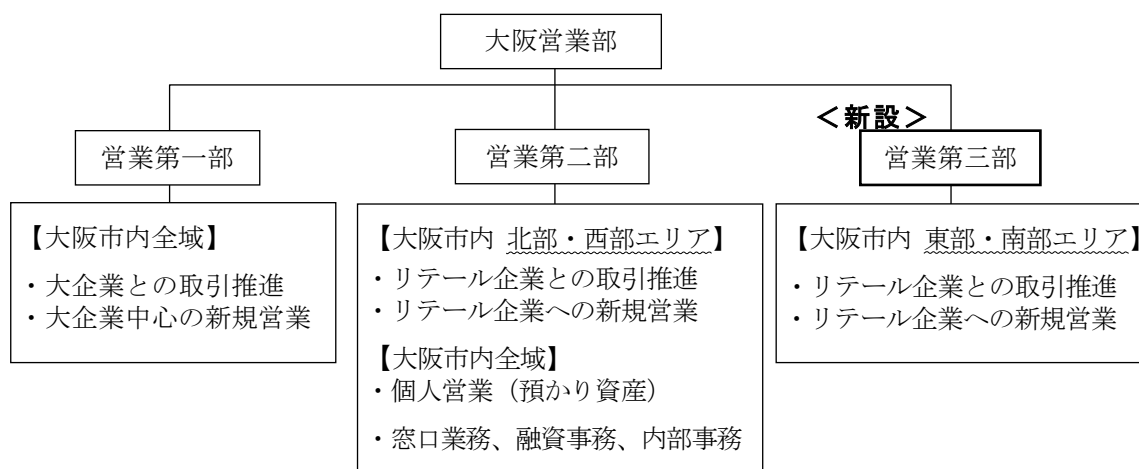 大阪営業部
＜新設＞
営業第一部
営業第二部
営業第三部
【大阪市内全域】
・大企業との取引推進
・大企業中心の新規営業
【大阪市内 北部・西部エリア】
・リテール企業との取引推進
・リテール企業への新規営業
【大阪市内全域】
・個人営業（預かり資産）
・窓口業務、融資事務、内部事務
【大阪市内 東部・南部エリア】
・リテール企業との取引推進
・リテール企業への新規営業